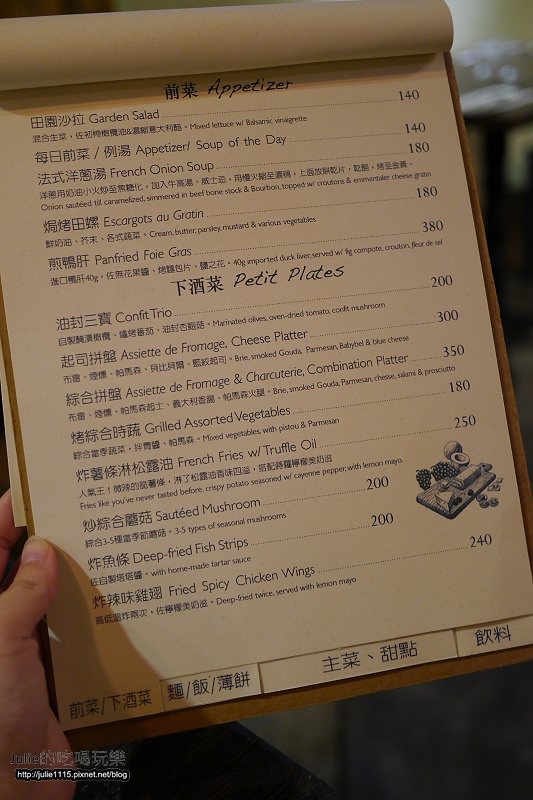 前菜 Appetizer
田園沙拉 Garden Salad 140
混合生菜，佐初榨橄欖油&濃縮意大利醋。Mixed lettuce w/ Balsamic vinaigrette
每日前菜 / 例湯 Appetizer/ Soup of the Day 140
法式洋蔥湯 French Onion Soup 180
洋蔥用奶油小火炒至焦糖化，加入牛高湯、威士忌，用慢火縮至濃稠，上面放餅乾片，乾酪，烤至金黃。
Onion sautéed till caramelized, simmered in beef bone stock & Bourbon, topped w/ croutons & emmentaler cheese gratin
焗烤田螺 Escargots au Gratin 180
鮮奶油、芥末、各式蔬菜。Cream, butter, parsley, mustard & various vegetables
煎鴨肝 Panfried Foie Gras 380
進口鴨肝40g，佐無花果醬、烤麵包片、鹽之花。40g imported duck liver, served w/ fig compote, crouton, fleur de sel
下酒菜 Petit Plates
油封三寶 Confit Trio 200
自製醃漬橄欖、爐烤番茄、油封杏鮑菇。Marinated olives, oven-dried tomato, confit mushroom
起司拼盤 Assiette de Fromage, Cheese Platter 300
布雷、煙燻、帕馬森、貝比貝爾、藍紋起司。Brie, smoked Gouda, Parmesan, Babybel & blue cheese
綜合拼盤 Assiette de Fromage & Charcuterie, Combination Platter 350
布雷、煙燻、帕馬森起士、義大利香腸、帕馬森火腿。Brie, smoked Gouda, Parmesan, chesse, salami & prosciutto
烤綜合時蔬 Grilled Assorted Vegetables 180
綜合當季蔬菜，拌青醬、帕馬森。Mixed vegetables, with pistou & Parmesan
炸薯條淋松露油 French Fries w/ Truffle Oil 250
人氣王！微辣的脆薯條，淋了松露油香味四溢，搭配蒔蘿檸檬美奶滋
Fries like you've never tasted before, crispy potato seasoned w/ cayenne pepper, with lemon mayo.
炒綜合蘑菇 Sautéed Mushroom 200
綜合3-5種當季節蘑菇。3-5 types of seasonal mushrooms
炸魚條 Deep-fried Fish Strips 200
佐自製塔塔醬。with home-made tartar sauce
炸辣味雞翅 Fried Spicy Chicken Wings 240
高低溫炸兩次，佐檸檬美奶滋。Deep-fried twice, served with lemon mayo
前菜/下酒菜 麵/飯/薄餅 主菜、甜點 飲料
Julie的吃喝玩樂
http://julie1115.pixnet.net/blog